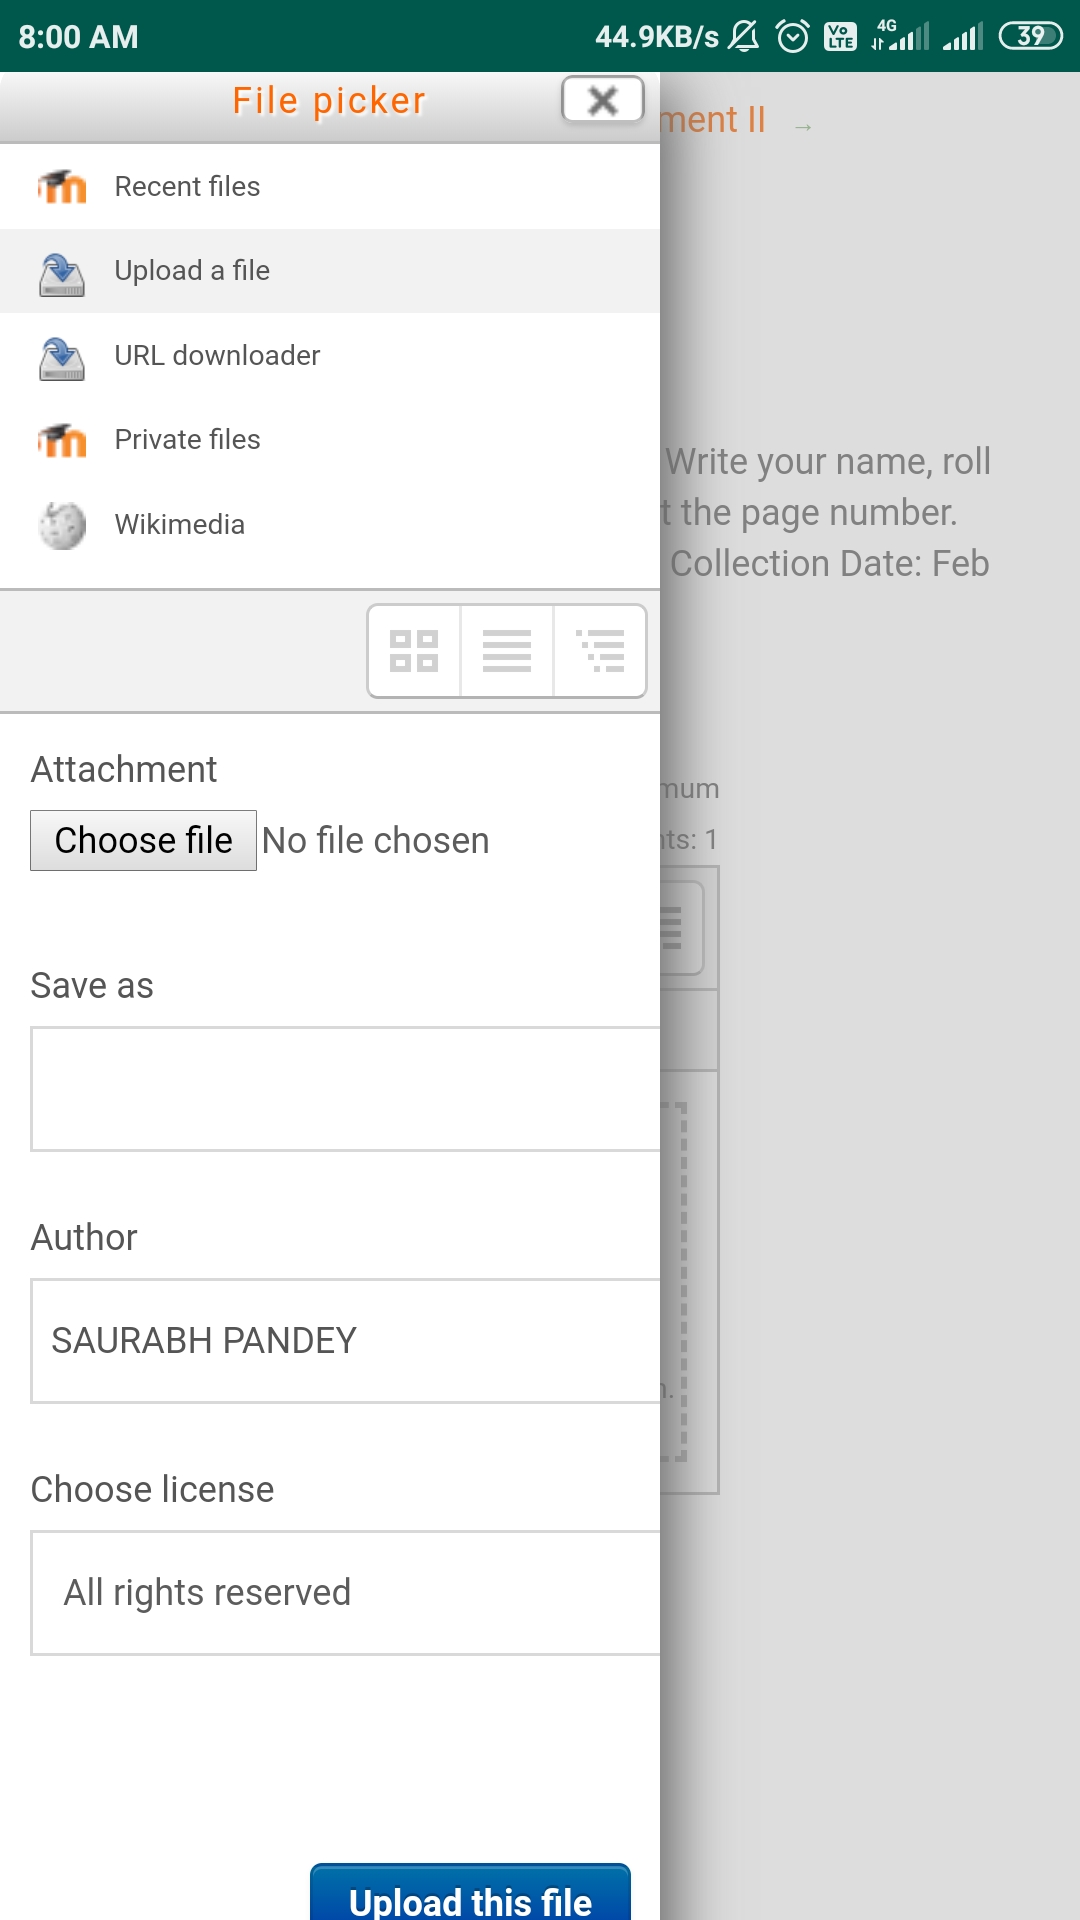 8:00 AM
44.9KB/s
Vo LTE
4G
39
File picker
ment II →
Recent files
Upload a file
URL downloader
Private files
Wikimedia
Write your name, roll
t the page number.
Collection Date: Feb
Attachment
mum
Choose file No file chosen
nts: 1
Save as
Author
SAURABH PANDEY
Choose license
All rights reserved
Upload this file